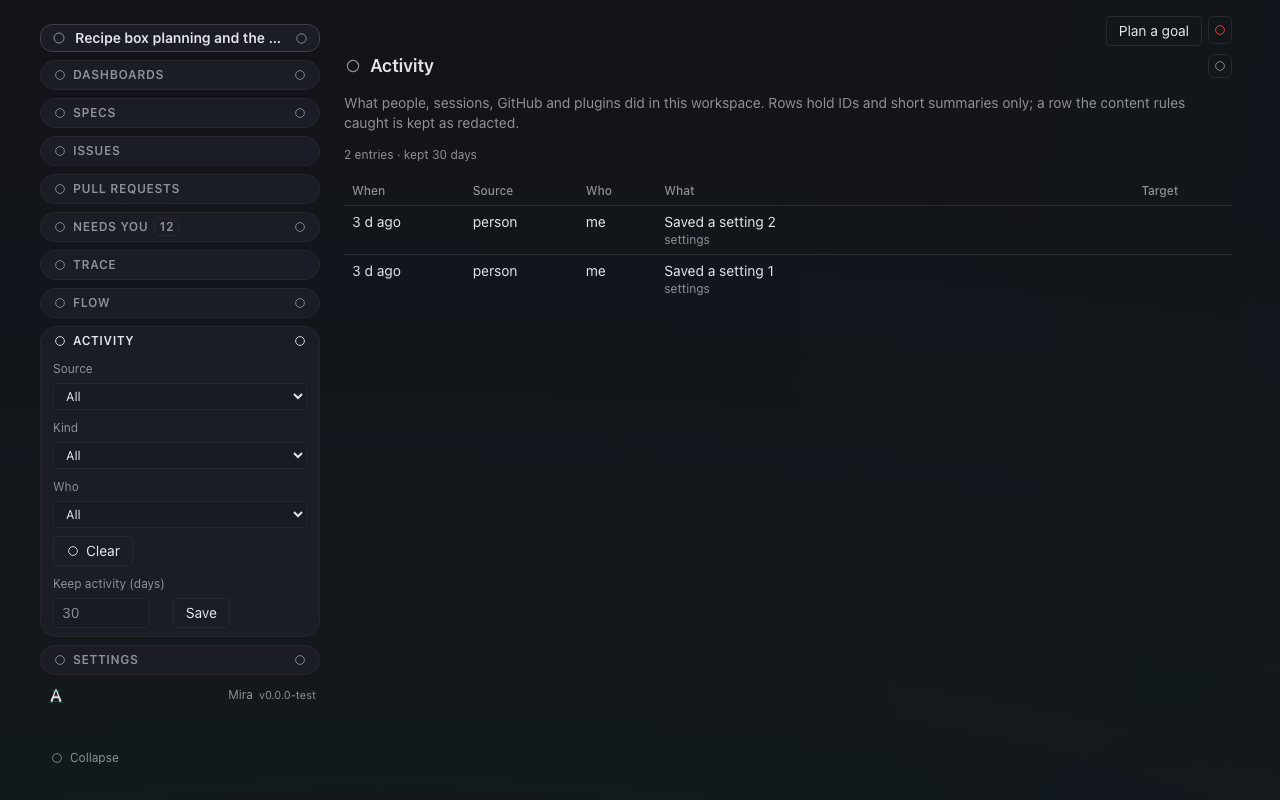 Recipe box planning and the ...
DASHBOARDS
SPECS
ISSUES
PULL REQUESTS
NEEDS YOU 12
TRACE
FLOW
ACTIVITY
Source
All
Kind
All
Who
All
Clear
Keep activity (days)
30 Save
SETTINGS
A Mira v0.0.0-test
Collapse
Plan a goal
Activity
What people, sessions, GitHub and plugins did in this workspace. Rows hold IDs and short summaries only; a row the content rules
caught is kept as redacted.
2 entries · kept 30 days
When Source Who What Target
3 d ago person me Saved a setting 2
settings
3 d ago person me Saved a setting 1
settings